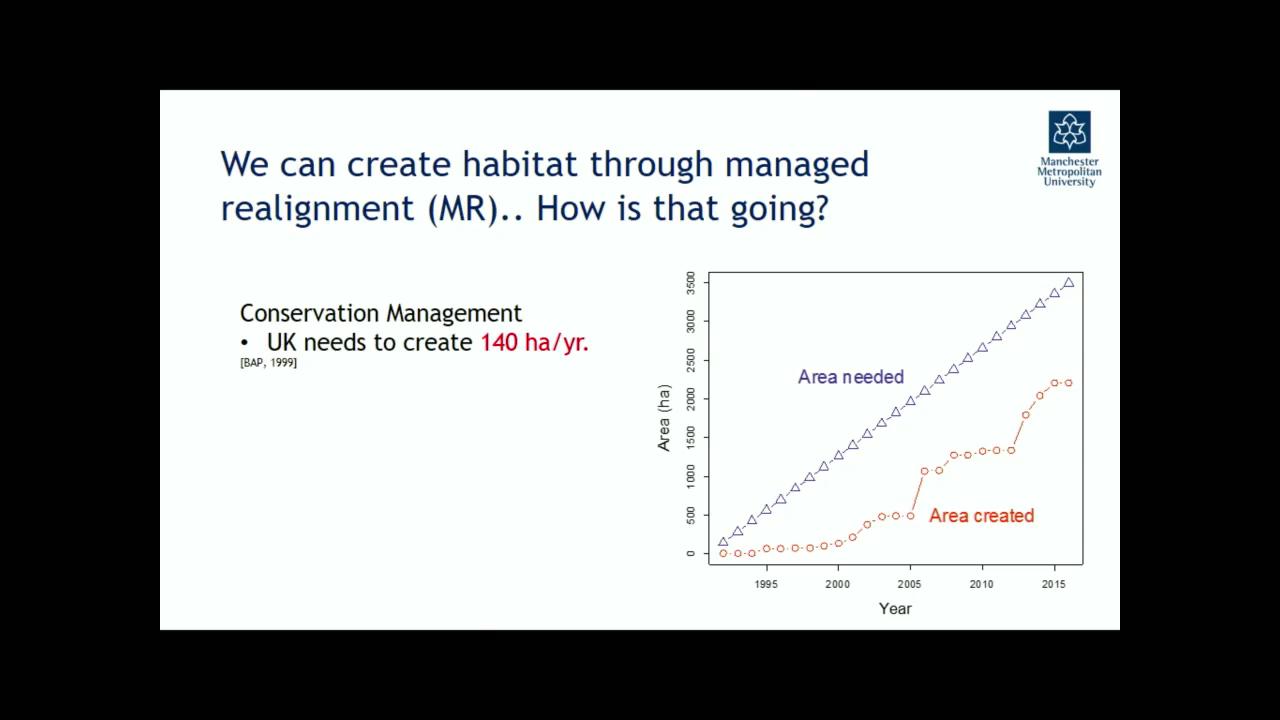 We can create habitat through managed
realignment (MR).. How is that going?
Manchester
Metropolitan
University
Conservation Management
• UK needs to create 140 ha/yr.
[BAP, 1999]
Area (ha)
3500
3000
2500
2000
1500
1000
500
0
Area needed
Area created
1995 2000 2005 2010 2015
Year